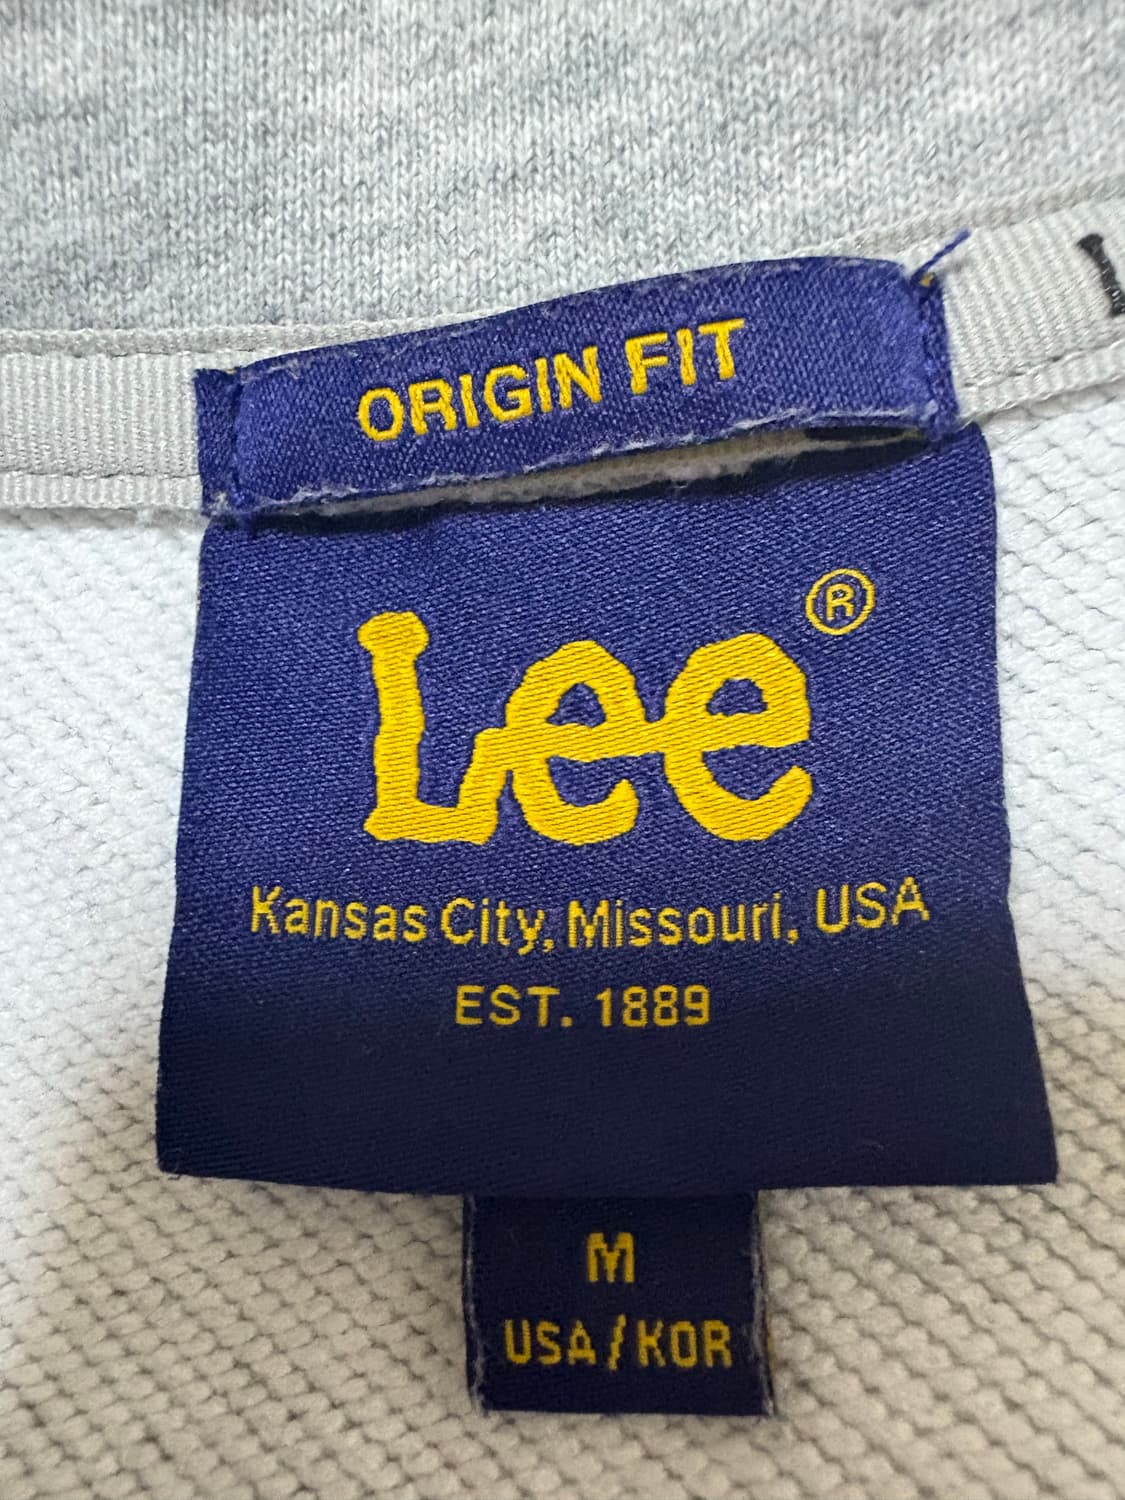 ORIGIN FIT
Lee®
Kansas City, Missouri, USA
EST. 1889
M
USA/KOR